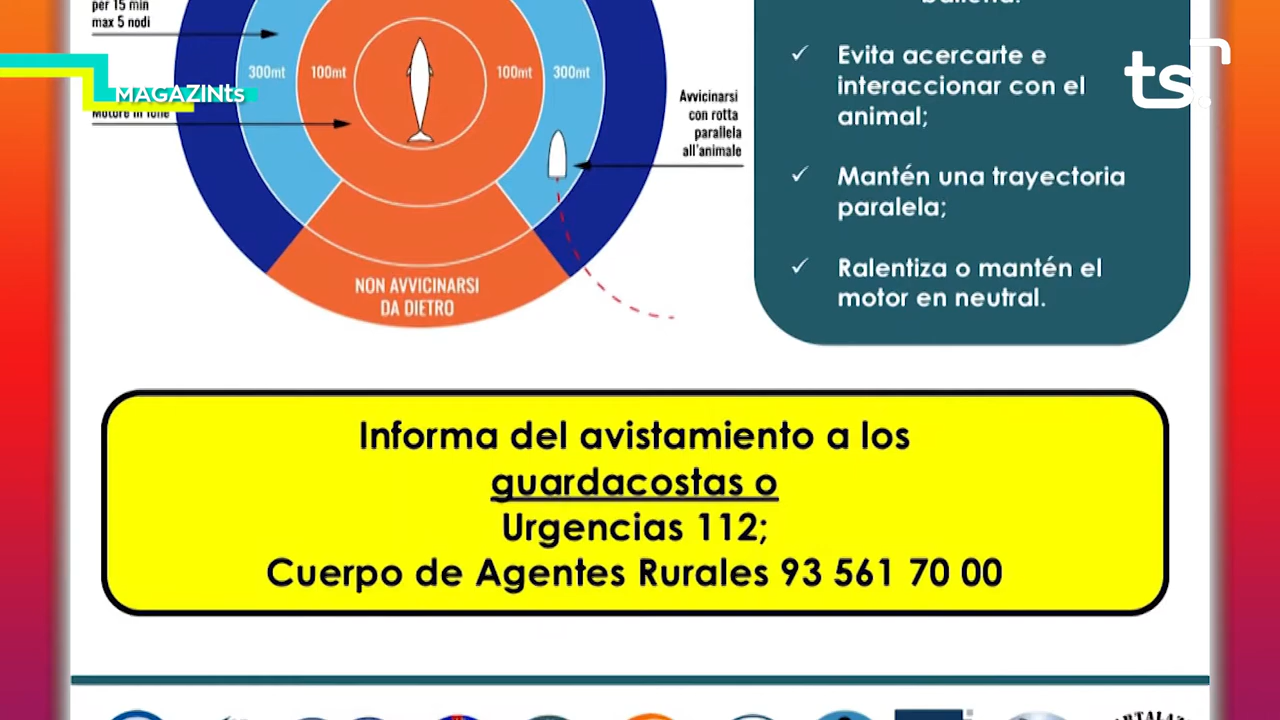 per 15 min
max 5 nodi
300mt
100mt
100mt
300mt
MAGAZINts
Motore in folle
Avvicinarsi
con rotta
parallela
all'animale
NON AVVICINARSI
DA DIETRO
ballena.
✓ Evita acercarte e
interaccionar con el
animal;
✓ Mantén una trayectoria
paralela;
✓ Ralentiza o mantén el
motor en neutral.
ts.
Informa del avistamiento a los
guardacostas o
Urgencias 112;
Cuerpo de Agentes Rurales 93 561 70 00